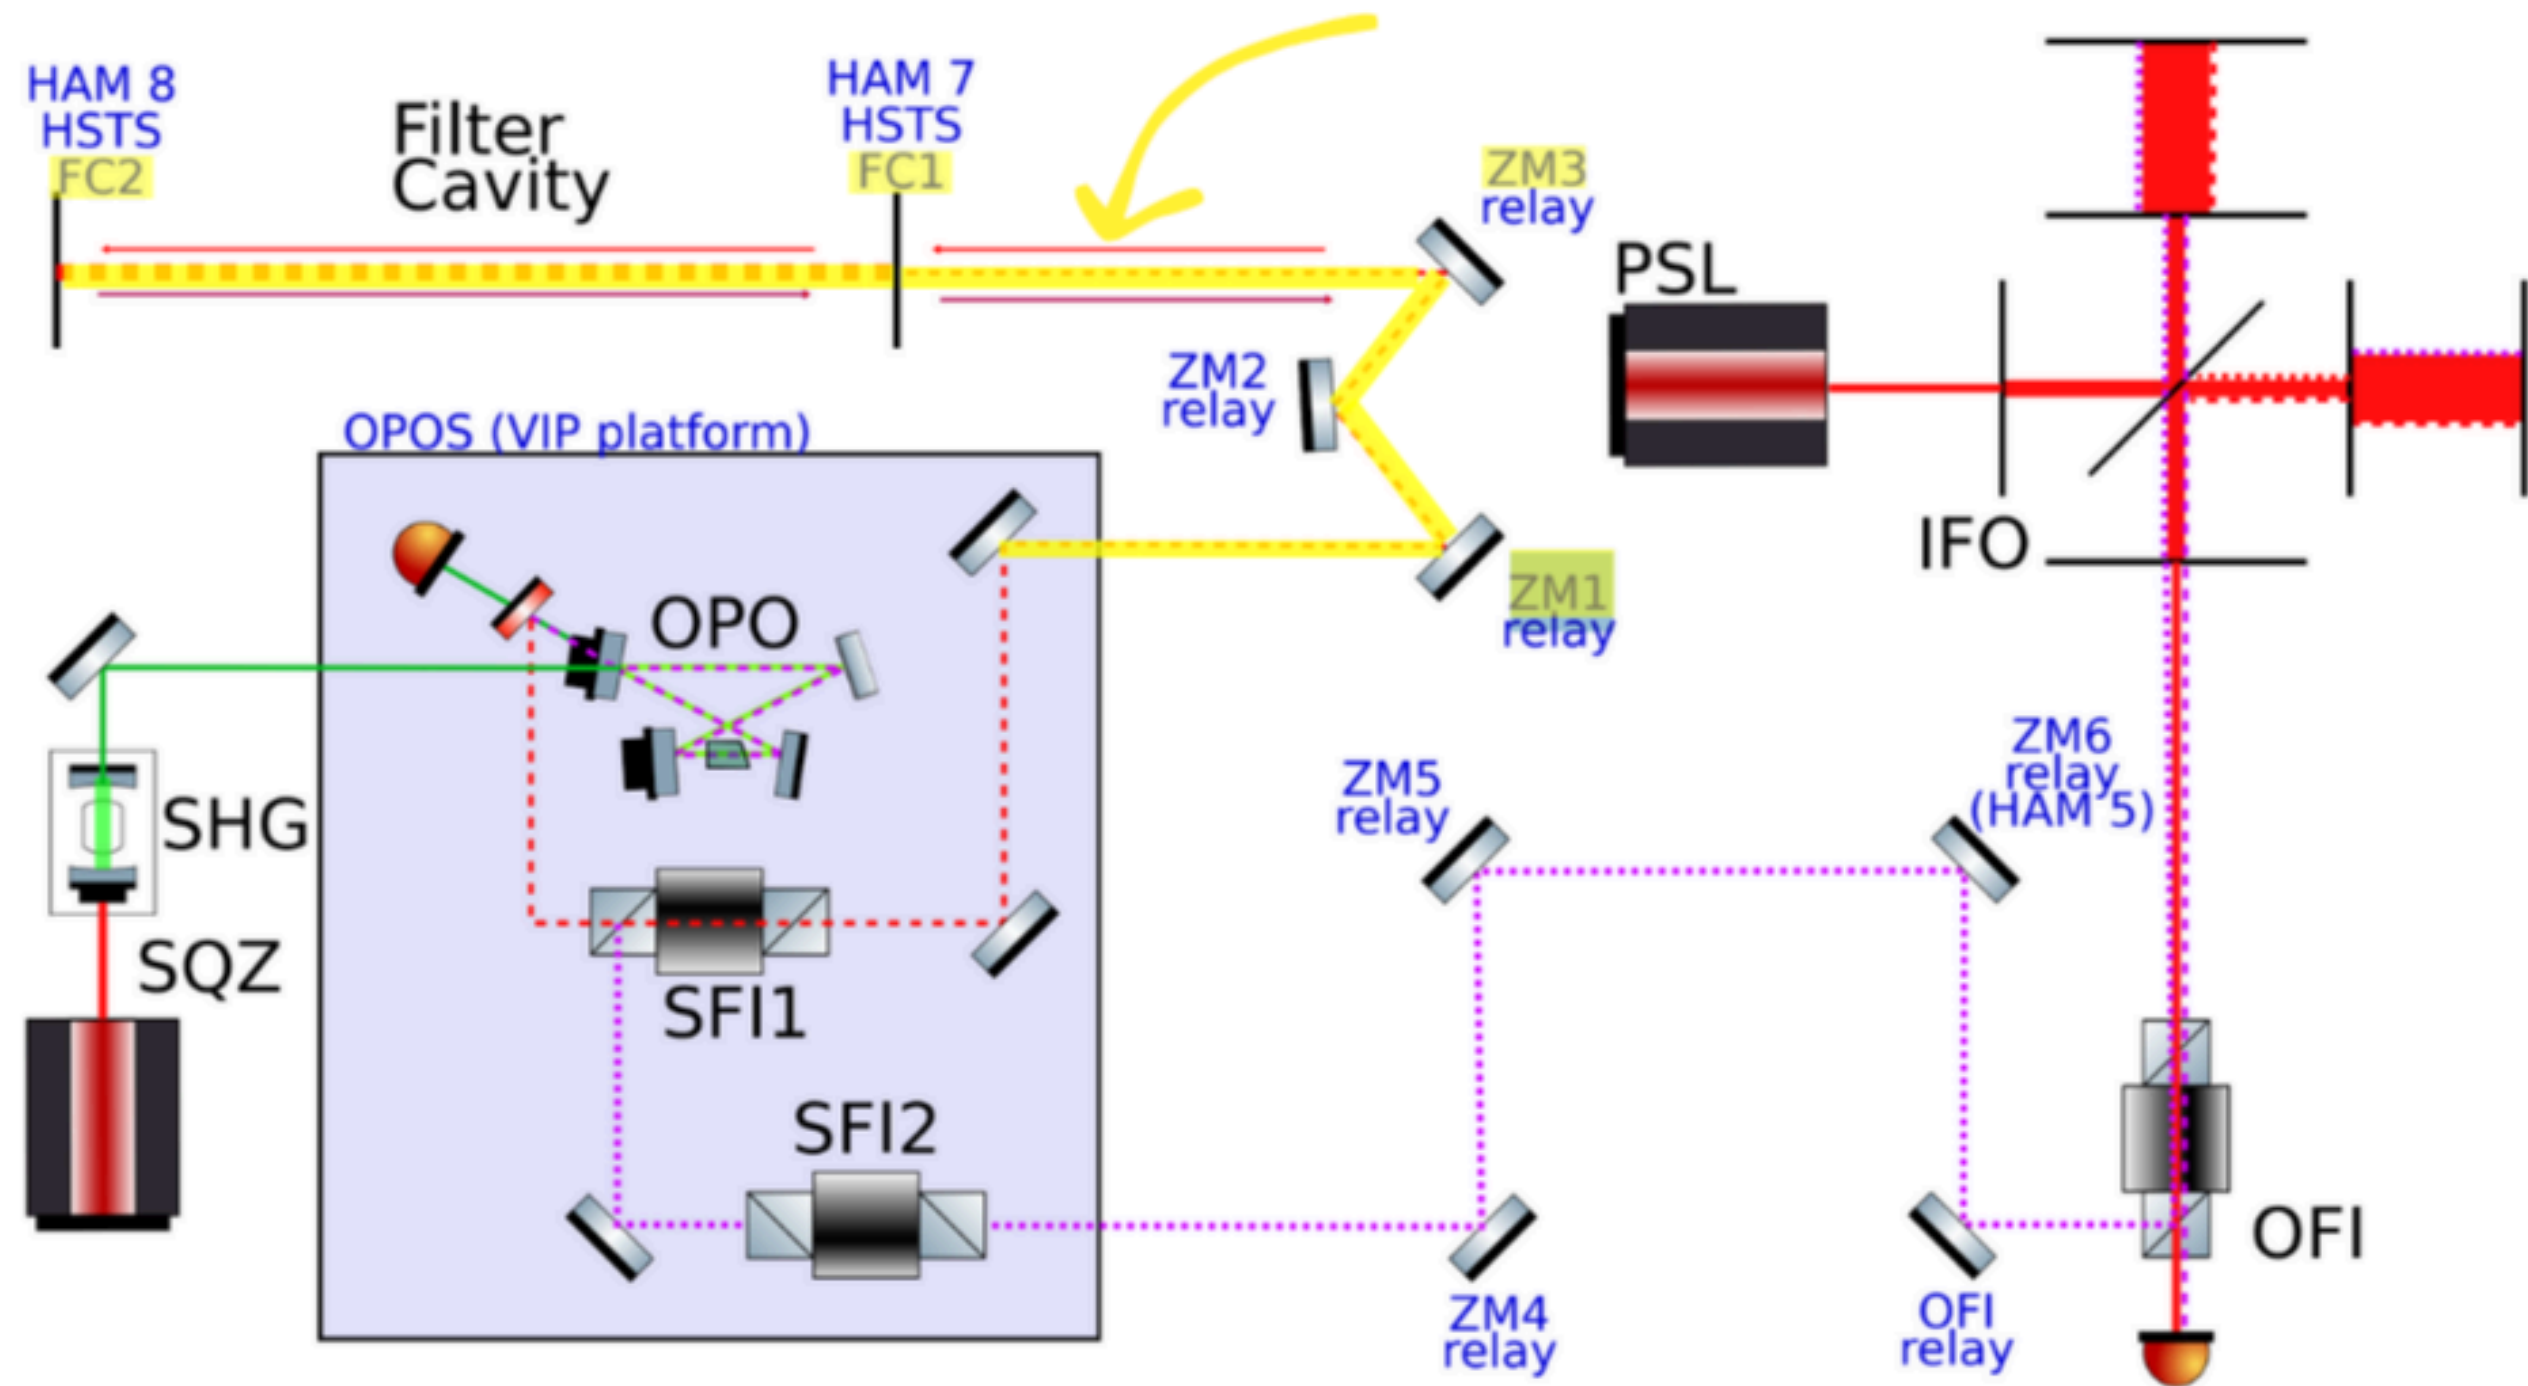 HAM 8
HSTS
FC2
Filter
Cavity
HAM 7
HSTS
FC1
ZM3
relay
PSL
ZM2
relay
OPOS (VIP platform)
IFO
ZM1
relay
OPO
SHG
SQZ
SFI1
SFI2
ZM5
relay
ZM6
relay
(HAM 5)
ZM4
relay
OFI
relay
OFI